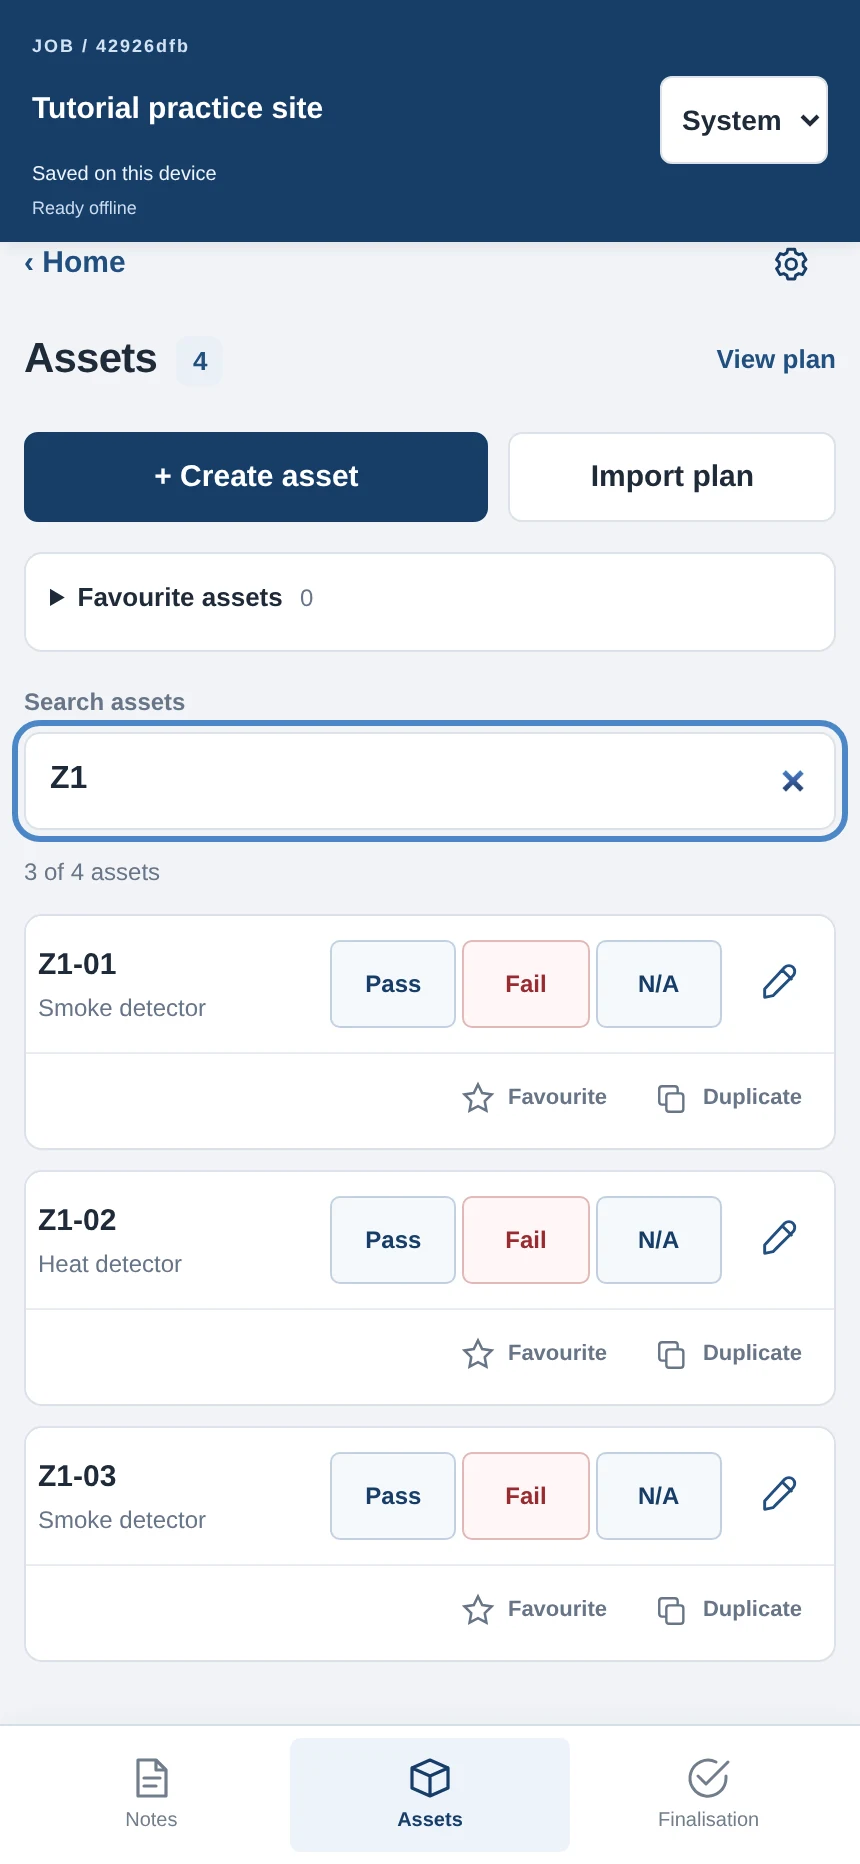 JOB / 42926dfb
Tutorial practice site
System
Saved on this device
Ready offline
‹ Home
Assets 4
View plan
+ Create asset
Import plan
Favourite assets 0
Search assets
Z1
3 of 4 assets
Z1-01
Smoke detector
Pass
Fail
N/A
Favourite
Duplicate
Z1-02
Heat detector
Pass
Fail
N/A
Favourite
Duplicate
Z1-03
Smoke detector
Pass
Fail
N/A
Favourite
Duplicate
Notes
Assets
Finalisation